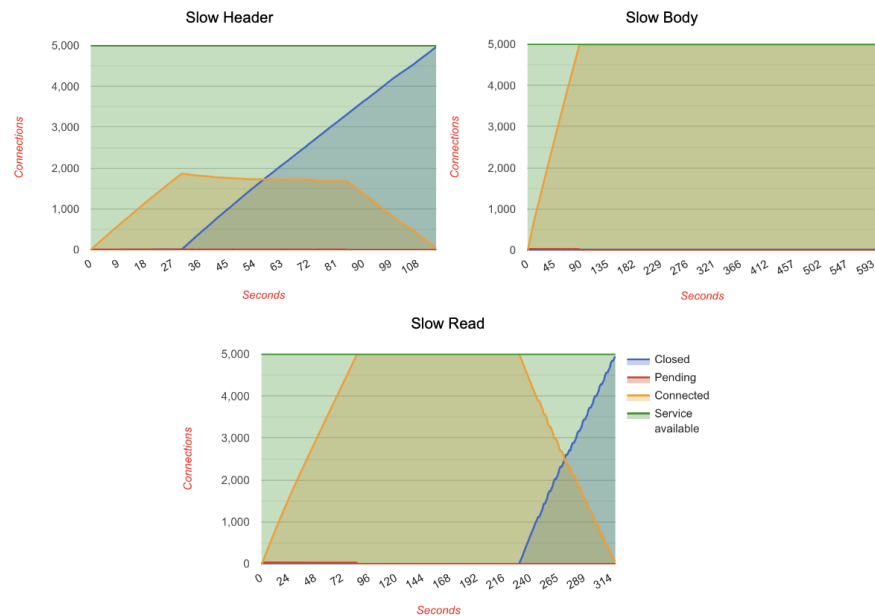 Slow Header
5,000
4,000
3,000
2,000
1,000
0
Connections
0 9 18 27 36 45 54 63 72 81 90 99 108
Seconds
Slow Body
5,000
4,000
3,000
2,000
1,000
0
Connections
0 45 90 135 182 229 276 321 366 412 457 502 547 593
Seconds
Slow Read
5,000
4,000
3,000
2,000
1,000
0
Connections
0 24 48 72 96 120 144 168 192 216 240 265 289 314
Seconds
Closed
Pending
Connected
Service
available